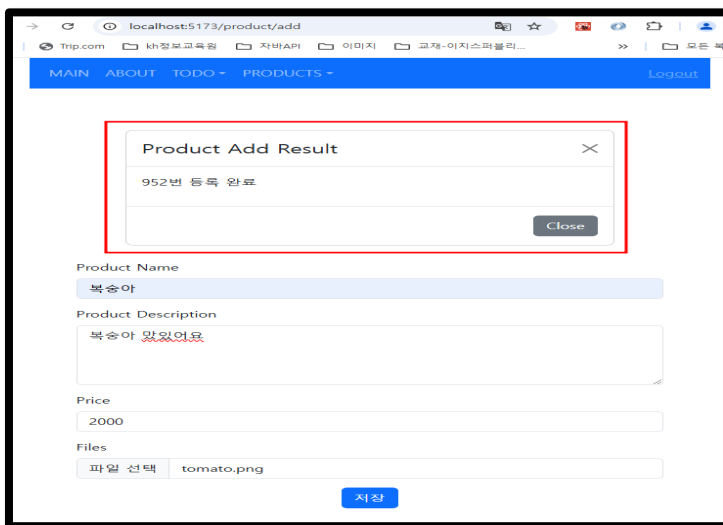 localhost:5173/product/add
Trip.com kh정보교육원 자바API 이미지 교재-이지스퍼블리... » 모든 북
MAIN ABOUT TODO PRODUCTS Logout
Product Add Result
952번 등록 완료
Close
Product Name
복숭아
Product Description
복숭아 맜있어요
Price
2000
Files
파일 선택 tomato.png
저장